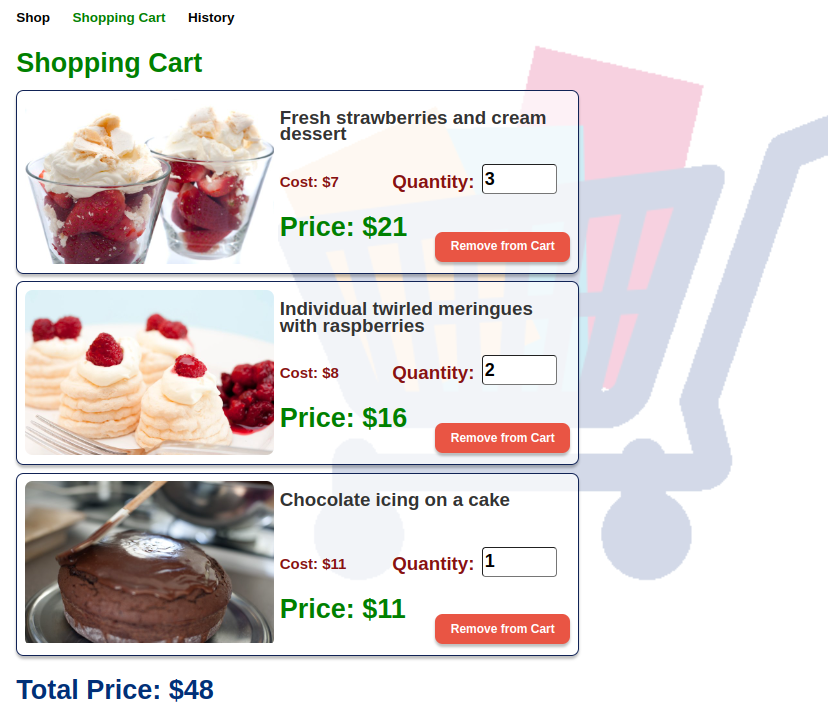 Shop Shopping Cart History
Shopping Cart
Fresh strawberries and cream
dessert
Cost: $7 Quantity: 3
Price: $21
Remove from Cart
Individual twirled meringues
with raspberries
Cost: $8 Quantity: 2
Price: $16
Remove from Cart
Chocolate icing on a cake
Cost: $11 Quantity: 1
Price: $11
Remove from Cart
Total Price: $48